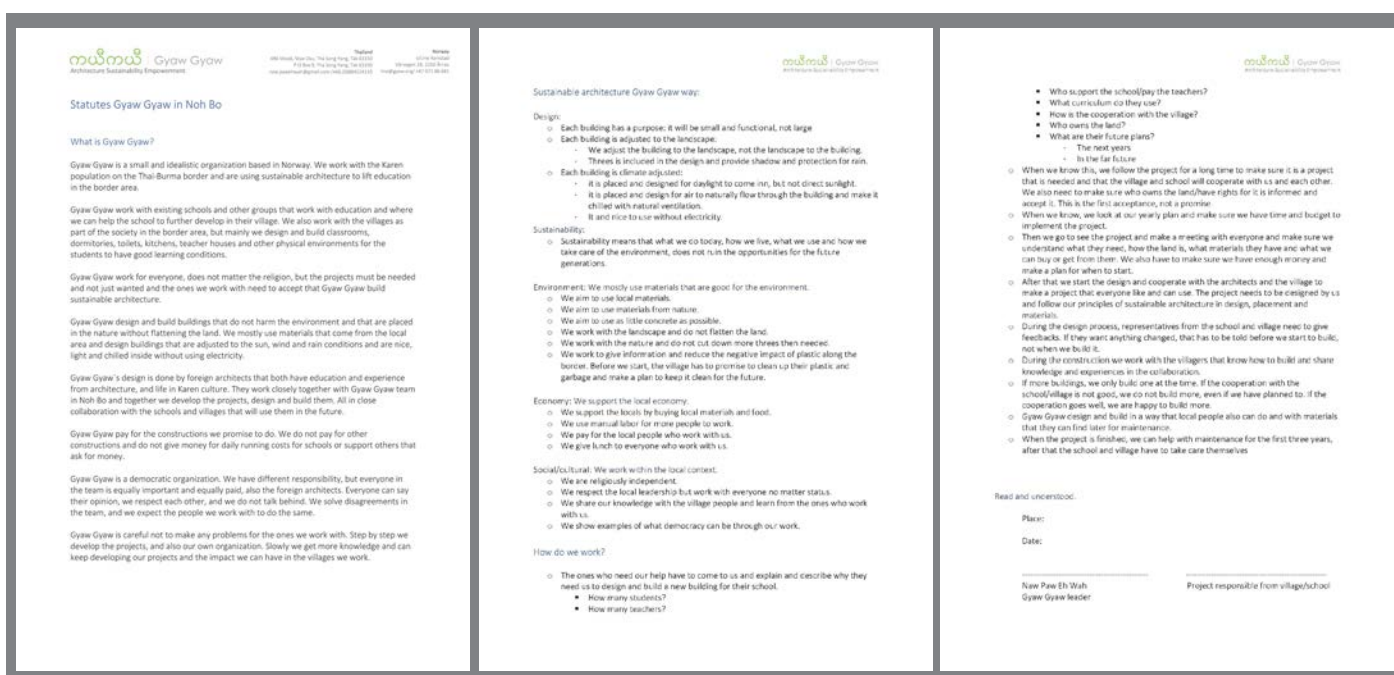 ကယီကယီ | Gyaw Gyaw
Architecture Sustainability Empowerment
Thailand
Norway
Statutes Gyaw Gyaw in Noh Bo
What is Gyaw Gyaw?
Gyaw Gyaw is a small and idealistic organization based in Norway. We work with the Karen
population on the Thai-Burma border and are using sustainable architecture to lift education
in the border area.
Gyaw Gyaw work with existing schools and other groups that work with education and where
we can help the school to further develop in their village. We also work with the villages as
part of the society in the border area, but mainly we design and build classrooms,
dormitories, toilets, kitchens, teacher houses and other physical environments for the
students to have good learning conditions.
Gyaw Gyaw work for everyone, does not matter the religion, but the projects must be needed
and not just wanted and the ones we work with need to accept that Gyaw Gyaw build
sustainable architecture.
Gyaw Gyaw design and build buildings that do not harm the environment and that are placed
in the nature without flattening the land. We mostly use materials that come from the local
area and design buildings that are adjusted to the sun, wind and rain conditions and are nice,
light and chilled inside without using electricity.
Gyaw Gyaw`s design is done by foreign architects that both have education and experience
from architecture, and life in Karen culture. They work closely together with Gyaw Gyaw team
in Noh Bo and together we develop the projects, design and build them. All in close
collaboration with the schools and villages that will use them in the future.
Gyaw Gyaw pay for the constructions we promise to do. We do not pay for other
constructions and do not give money for daily running costs for schools or support others that
ask for money.
Gyaw Gyaw is a democratic organization. We have different responsibility, but everyone in
the team is equally important and equally paid, also the foreign architects. Everyone can say
their opinion, we respect each other, and we do not talk behind. We solve disagreements in
the team, and we expect the people we work with to do the same.
Gyaw Gyaw is careful not to make any problems for the ones we work with. Step by step we
develop the projects, and also our own organization. Slowly we get more knowledge and can
keep developing our projects and the impact we can have in the villages we work.
ကယီကယီ | Gyaw Gyaw
Architecture Sustainability Empowerment
Sustainable architecture Gyaw Gyaw way:
Design:
o Each building has a purpose: it will be small and functional, not large
o Each building is adjusted to the landscape.
- We adjust the building to the landscape, not the landscape to the building.
- Threes is included in the design and provide shadow and protection for rain.
o Each building is climate adjusted:
- it is placed and designed for daylight to come inn, but not direct sunlight.
- it is placed and design for air to naturally flow through the building and make it
chilled with natural ventilation.
- It and nice to use without electricity.
Sustainability:
o Sustainability means that what we do today, how we live, what we use and how we
take care of the environment, does not ruin the opportunities for the future
generations.
Environment: We mostly use materials that are good for the environment.
o We aim to use local materials.
o We aim to use materials from nature.
o We aim to use as little concrete as possible.
o We work with the landscape and do not flatten the land.
o We work with the nature and do not cut down more threes then needed.
o We work to give information and reduce the negative impact of plastic along the
border. Before we start, the village has to promise to clean up their plastic and
garbage and make a plan to keep it clean for the future.
Economy: We support the local economy.
o We support the locals by buying local materials and food.
o We use manual labor for more people to work.
o We pay for the local people who work with us.
o We give lunch to everyone who work with us.
Social/cultural: We work within the local context.
o We are religiously independent.
o We respect the local leadership but work with everyone no matter status.
o We share our knowledge with the village people and learn from the ones who work
with us.
o We show examples of what democracy can be through our work.
How do we work?
o The ones who need our help have to come to us and explain and describe why they
need us to design and build a new building for their school.
▪ How many students?
▪ How many teachers?
ကယီကယီ | Gyaw Gyaw
Architecture Sustainability Empowerment
▪ Who support the school/pay the teachers?
▪ What curriculum do they use?
▪ How is the cooperation with the village?
▪ Who owns the land?
▪ What are their future plans?
- The next years
- In the far future
o When we know this, we follow the project for a long time to make sure it is a project
that is needed and that the village and school will cooperate with us and each other.
We also need to make sure who owns the land/have rights for it is informed and
accept it. This is the first acceptance, not a promise
o When we know, we look at our yearly plan and make sure we have time and budget to
implement the project.
o Then we go to see the project and make a meeting with everyone and make sure we
understand what they need, how the land is, what materials they have and what we
can buy or get from them. We also have to make sure we have enough money and
make a plan for when to start.
o After that we start the design and cooperate with the architects and the village to
make a project that everyone like and can use. The project needs to be designed by us
and follow our principles of sustainable architecture in design, placement and
materials.
o During the design process, representatives from the school and village need to give
feedbacks. If they want anything changed, that has to be told before we start to build,
not when we build it.
o During the construction we work with the villagers that know how to build and share
knowledge and experiences in the collaboration.
o If more buildings, we only build one at the time. If the cooperation with the
school/village is not good, we do not build more, even if we have planned to. If the
cooperation goes well, we are happy to build more.
o Gyaw Gyaw design and build in a way that local people also can do and with materials
that they can find later for maintenance.
o When the project is finished, we can help with maintenance for the first three years,
after that the school and village have to take care themselves
Read and understood.
Place:
Date:
Naw Paw Eh Wah
Project responsible from village/school
Gyaw Gyaw leader